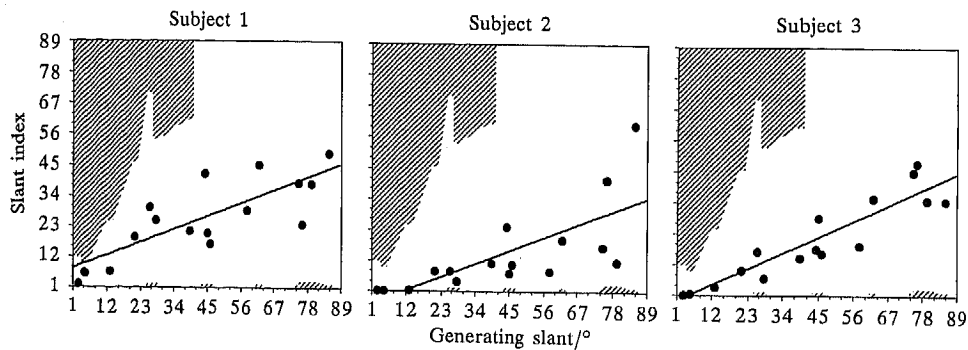 Subject 1
Subject 2
Subject 3
Slant index
89
78
67
56
45
34
23
12
1
1 12 23 34 45 56 67 78 89
1 12 23 34 45 56 67 78 89
1 12 23 34 45 56 67 78 89
Generating slant/°